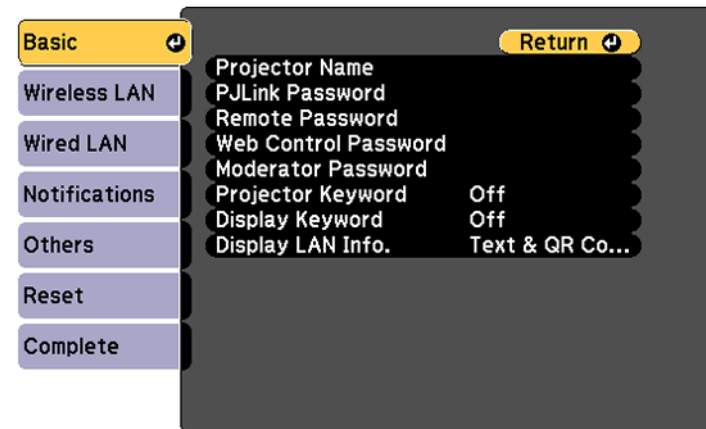 Basic
Wireless LAN
Wired LAN
Notifications
Others
Reset
Complete
Return
Projector Name
PJLink Password
Remote Password
Web Control Password
Moderator Password
Projector Keyword Off
Display Keyword Off
Display LAN Info. Text & QR Co...